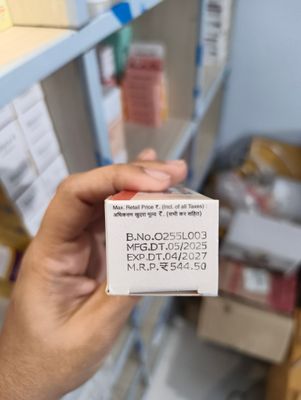 Max. Retail Price ₹. (Incl. of all Taxes) :
अधिकतम खुदरा मूल्य ₹. (सभी कर सहित)
B.No.O255L003
MFG.DT.05/2025
EXP.DT.04/2027
M.R.P.₹ 544.50